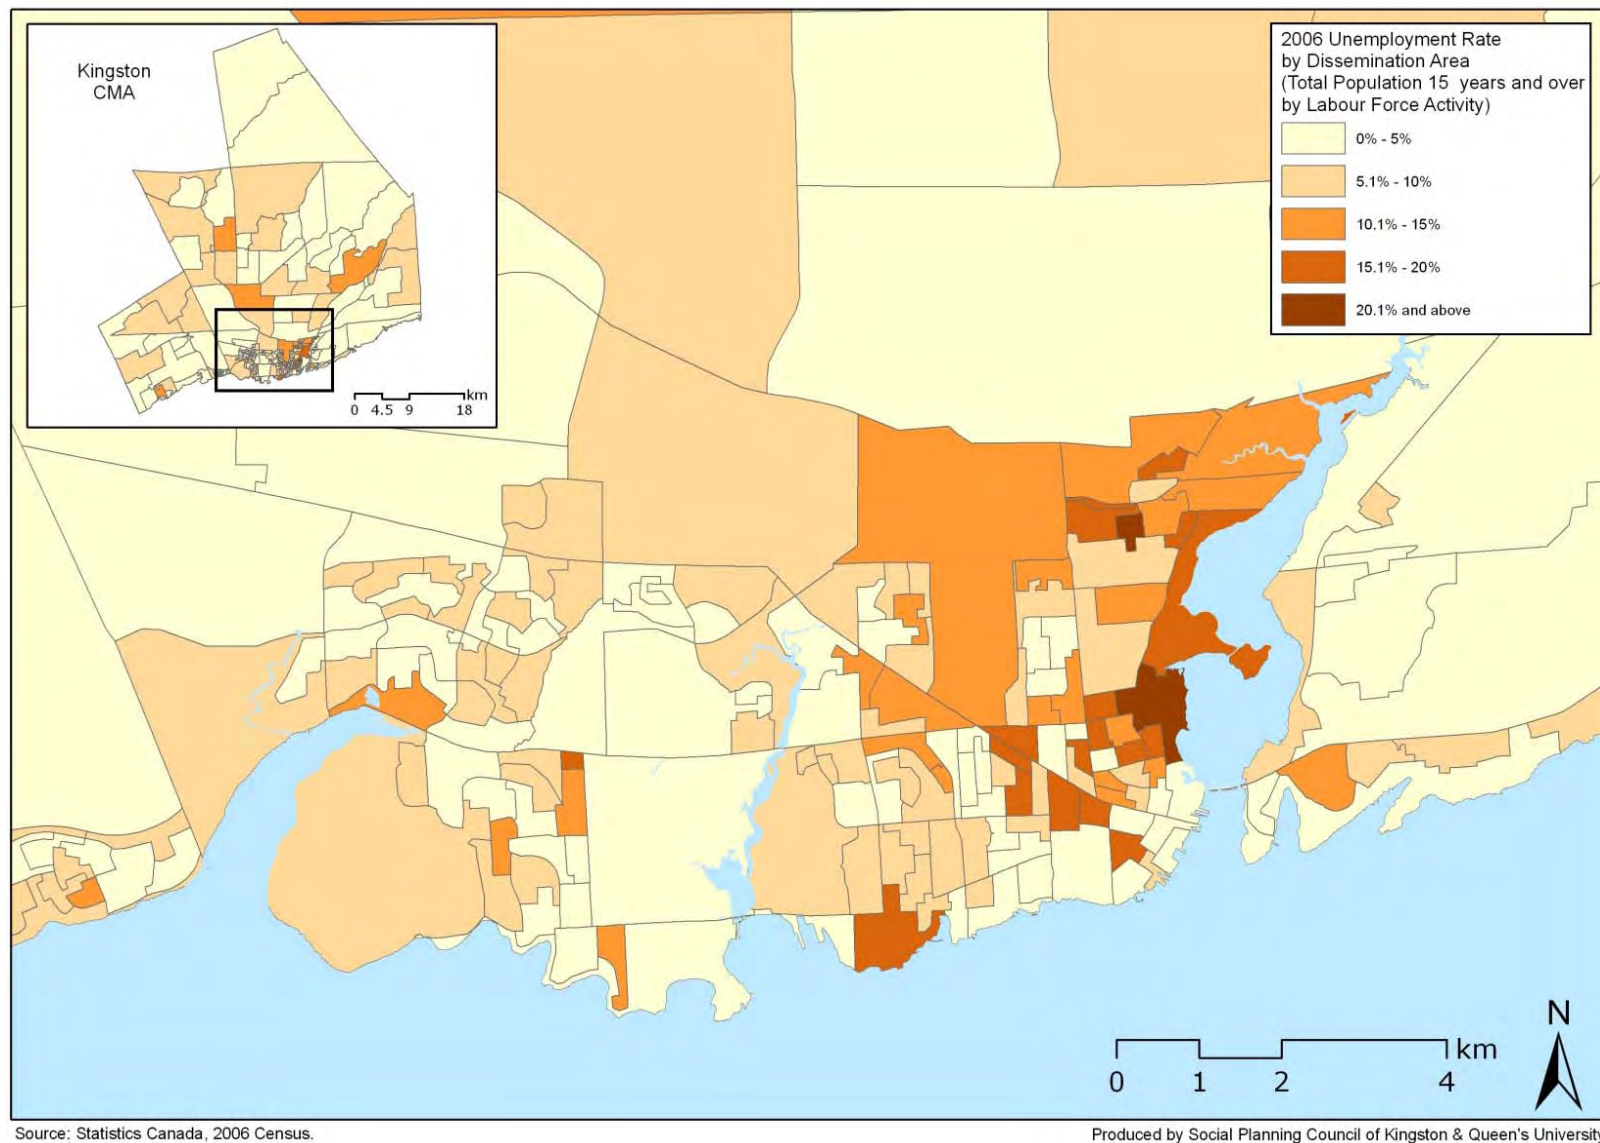 Kingston
CMA
0 4.5 9 18 km
2006 Unemployment Rate
by Dissemination Area
(Total Population 15 years and over
by Labour Force Activity)
0% - 5%
5.1% - 10%
10.1% - 15%
15.1% - 20%
20.1% and above
N
km
0 1 2 4
Source: Statistics Canada, 2006 Census.
Produced by Social Planning Council of Kingston & Queen's University